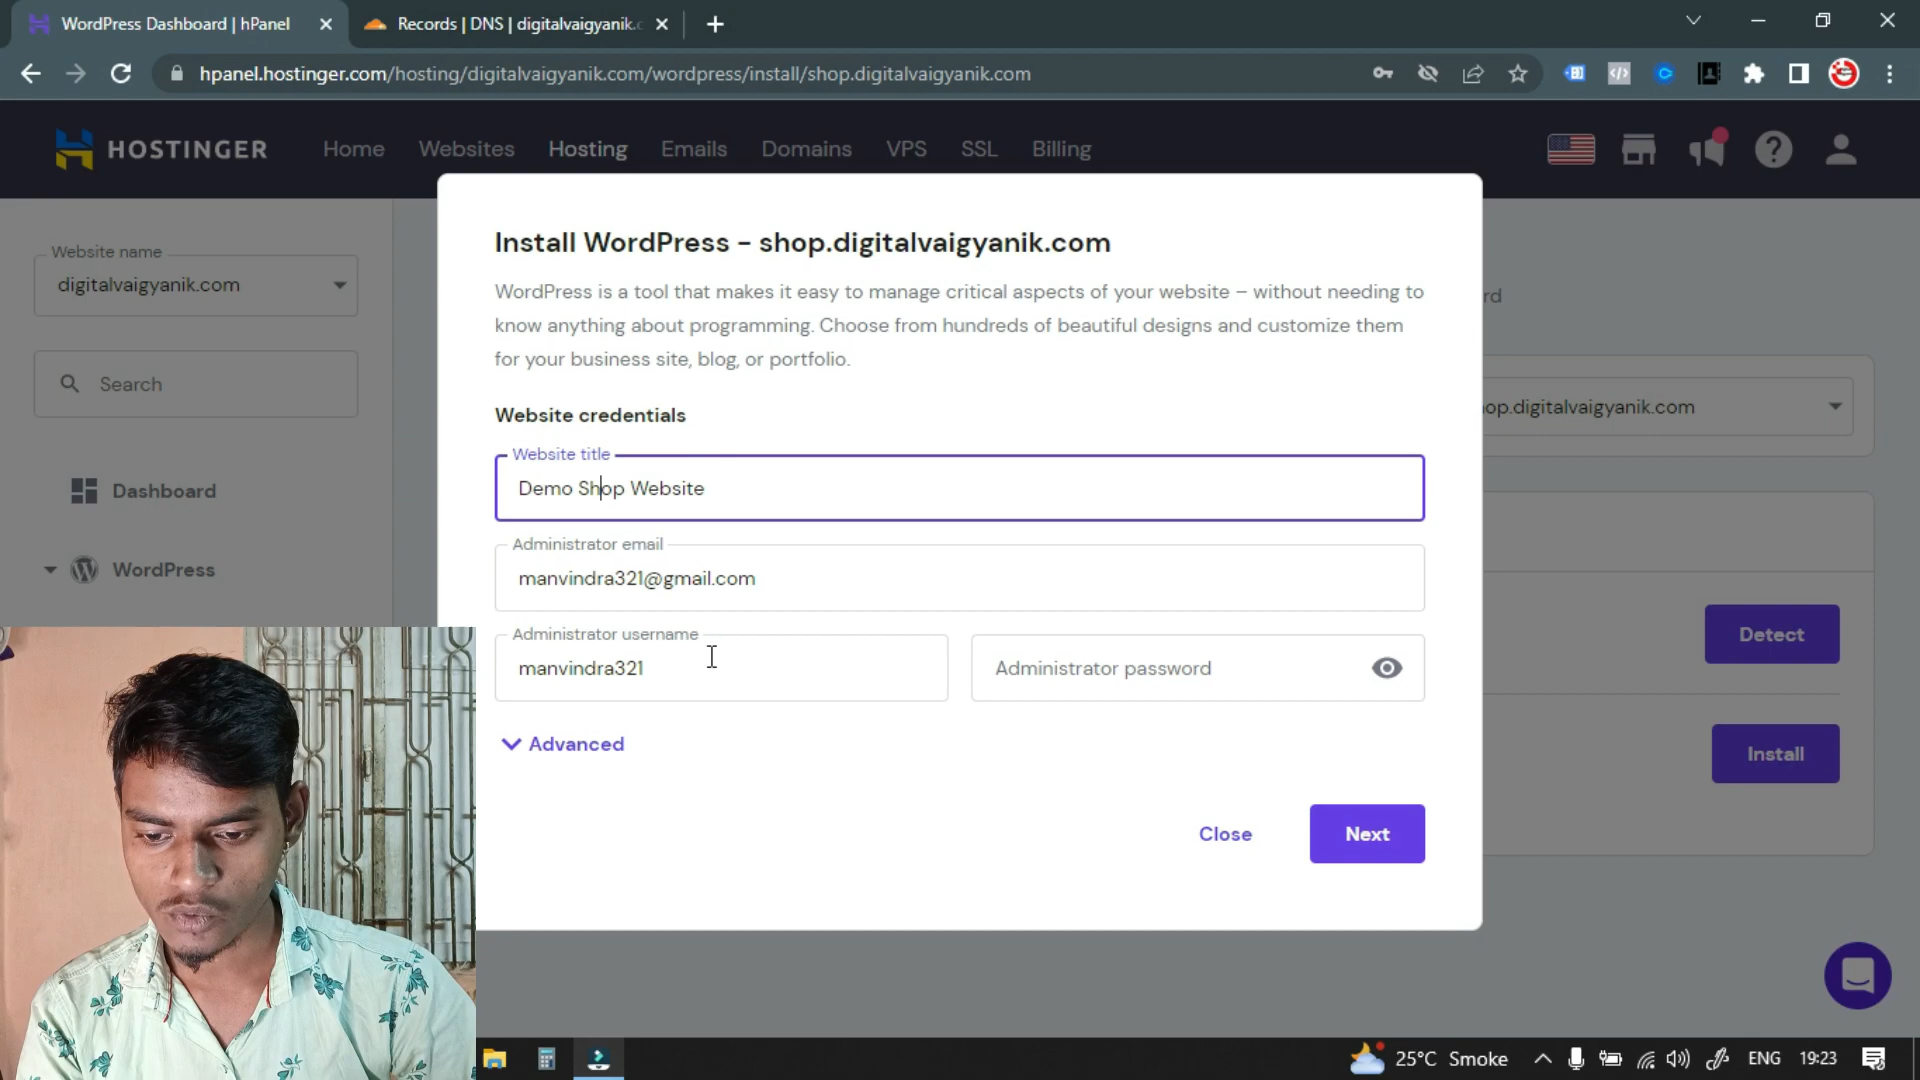 WordPress Dashboard | hPanel
Records | DNS | digitalvaigyanik.c
hpanel.hostinger.com/hosting/digitalvaigyanik.com/wordpress/install/shop.digitalvaigyanik.com
HOSTINGER
Home
Websites
Hosting
Emails
Domains
VPS
SSL
Billing
Website name
digitalvaigyanik.com
Search
Dashboard
WordPress
Install WordPress - shop.digitalvaigyanik.com
WordPress is a tool that makes it easy to manage critical aspects of your website – without needing to
know anything about programming. Choose from hundreds of beautiful designs and customize them
for your business site, blog, or portfolio.
Website credentials
Website title
Demo Shop Website
Administrator email
manvindra321@gmail.com
Administrator username
manvindra321
Administrator password
Advanced
Close
Next
rd
op.digitalvaigyanik.com
Detect
Install
25°C Smoke
ENG
19:23